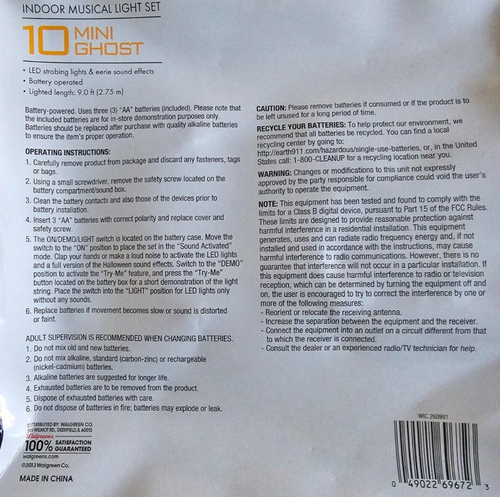 INDOOR MUSICAL LIGHT SET
10 MINI
GHOST
• LED strobing lights & eerie sound effects
• Battery operated
• Lighted length: 9.0 ft (2.75 m)
Battery-powered. Uses three (3) "AA" batteries (included). Please note that
the included batteries are for in-store demonstration purposes only.
Batteries should be replaced after purchase with quality alkaline batteries
to ensure the item's proper operation.
OPERATING INSTRUCTIONS:
1. Carefully remove product from package and discard any fasteners, tags
or bags.
2. Using a small screwdriver, remove the safety screw located on the
battery compartment/sound box.
3. Clean the battery contacts and also those of the devices prior to
battery installation.
4. Insert 3 "AA" batteries with correct polarity and replace cover and
safety screw.
5. The ON/DEMO/LIGHT switch is located on the battery case. Move the
switch to the "ON" position to place the set in the "Sound Activated"
mode. Clap your hands or make a loud noise to activate the LED lights
and a full version of the Halloween sound effects. Switch to the "DEMO"
position to activate the "Try-Me" feature, and press the "Try-Me"
button located on the battery box for a short demonstration of the light
string. Place the switch into the "LIGHT" position for LED lights only
without any sounds.
6. Replace batteries if movement becomes slow or sound is distorted
or faint.
ADULT SUPERVISION IS RECOMMENDED WHEN CHANGING BATTERIES.
1. Do not mix old and new batteries.
2. Do not mix alkaline, standard (carbon-zinc) or rechargeable
(nickel-cadmium) batteries.
3. Alkaline batteries are suggested for longer life.
4. Exhausted batteries are to be removed from the product.
5. Dispose of exhausted batteries with care.
6. Do not dispose of batteries in fire; batteries may explode or leak.
DISTRIBUTED BY: WALGREEN CO.
WILMOT RD., DEERFIELD, IL 60015
Walgreens
100% SATISFACTION
GUARANTEED
walgreens.com
©2013 Walgreen Co.
MADE IN CHINA
CAUTION: Please remove batteries if consumed or if the product is to
be left unused for a long period of time.
RECYCLE YOUR BATTERIES: To help protect our environment, we
recommend that all batteries be recycled. You can find a local
recycling center by going to:
http://earth911.com/hazardous/single-use-batteries, or, in the United
States call: 1-800-CLEANUP for a recycling location near you.
WARNING: Changes or modifications to this unit not expressly
approved by the party responsible for compliance could void the user's
authority to operate the equipment.
NOTE: This equipment has been tested and found to comply with the
limits for a Class B digital device, pursuant to Part 15 of the FCC Rules.
These limits are designed to provide reasonable protection against
harmful interference in a residential installation. This equipment
generates, uses and can radiate radio frequency energy and, if not
installed and used in accordance with the instructions, may cause
harmful interference to radio communications. However, there is no
guarantee that interference will not occur in a particular installation. If
this equipment does cause harmful interference to radio or television
reception, which can be determined by turning the equipment off and
on, the user is encouraged to try to correct the interference by one or
more of the following measures:
- Reorient or relocate the receiving antenna.
- Increase the separation between the equipment and the receiver.
- Connect the equipment into an outlet on a circuit different from that
to which the receiver is connected.
- Consult the dealer or an experienced radio/TV technician for help.
WIC 260901
0 49022 69672 3